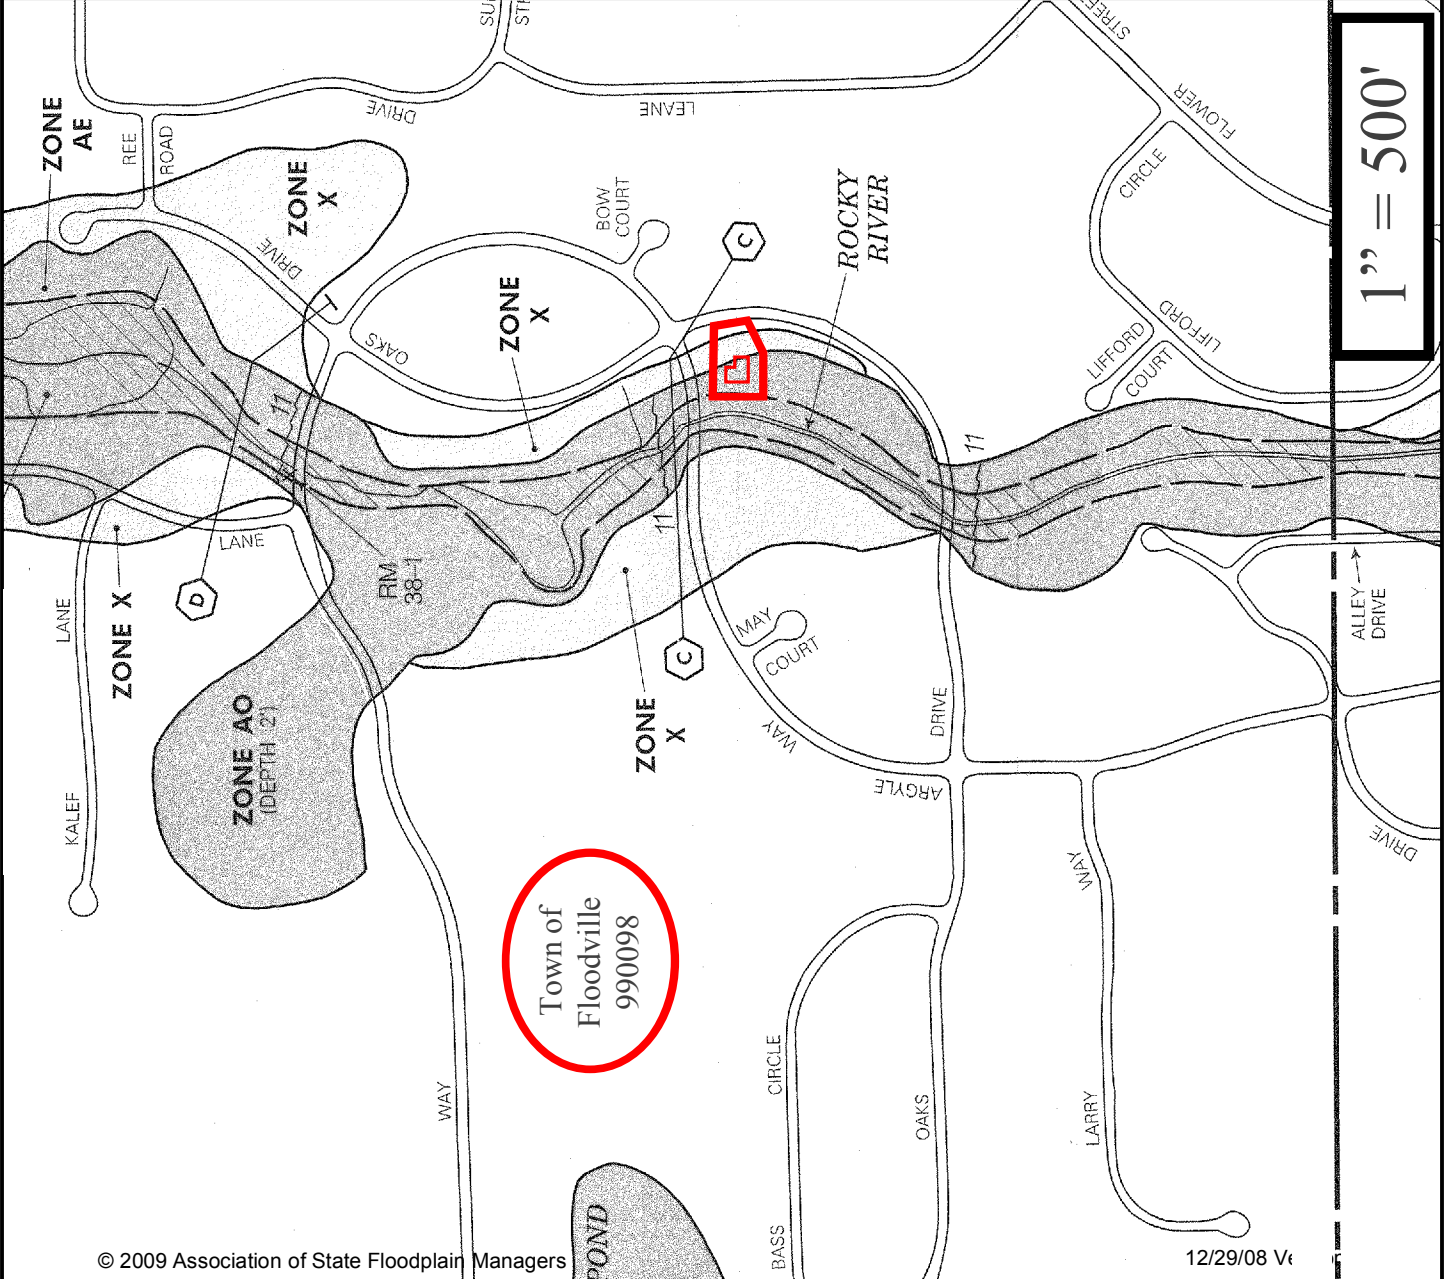 ZONE
AE
REE
ROAD
SU
ST
DRIVE
LEANE
STREET
FLOWER
CIRCLE
1” = 500'
ZONE
X
DRIVE
BOW
COURT
C
ROCKY
RIVER
ZONE
X
OAKS
LIFFORD
LIFFORD
COURT
11
11
11
LANE
LANE
ZONE X
D
RM
38-1
MAY
COURT
C
ZONE
X
WAY
DRIVE
ARGYLE
ALLEY
DRIVE
DRIVE
KALEF
ZONE AO
(DEPTH 2')
WAY
Town of
Floodville
990098
WAY
CIRCLE
OAKS
LARRY
BASS
POND
© 2009 Association of State Floodplain Managers
12/29/08